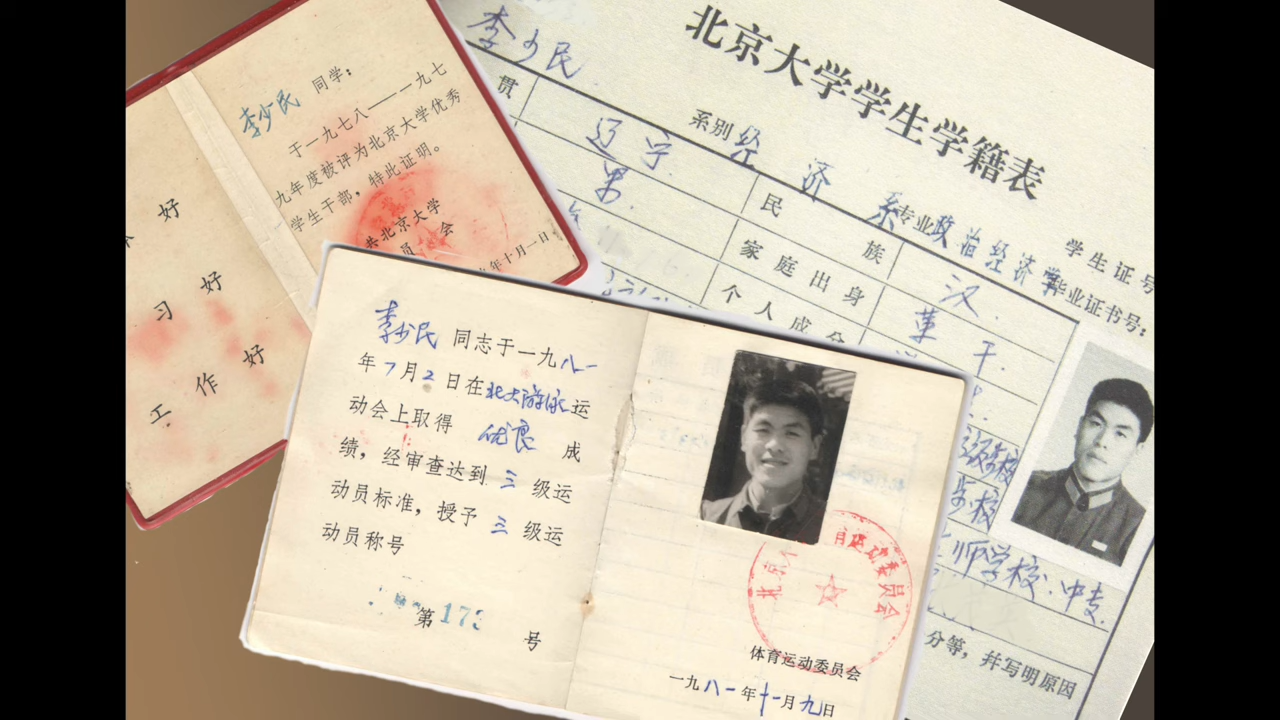 李少民 同学：
于一九七八——一九七
九年度被评为北京大学优秀
学生干部，特此证明。
共北京大学
员 会
年十月一日
好
习 好
工 作 好
北京大学学生学籍表
李少民
系别 经 济 系 专业 政治经济学
学生证号
毕业证书号：
贯 辽宁 民 族 汉
男 家庭出身 革干
个人成分
师学校 中专
分等，并写明原因
李少民 同志于一九八一
年7月2日在北大游泳运
动会上取得 优良 成
绩，经审查达到 三 级运
动员标准，授予 三 级运
动员称号
第173 号
体育运动委员会
一九八一年十一月九日